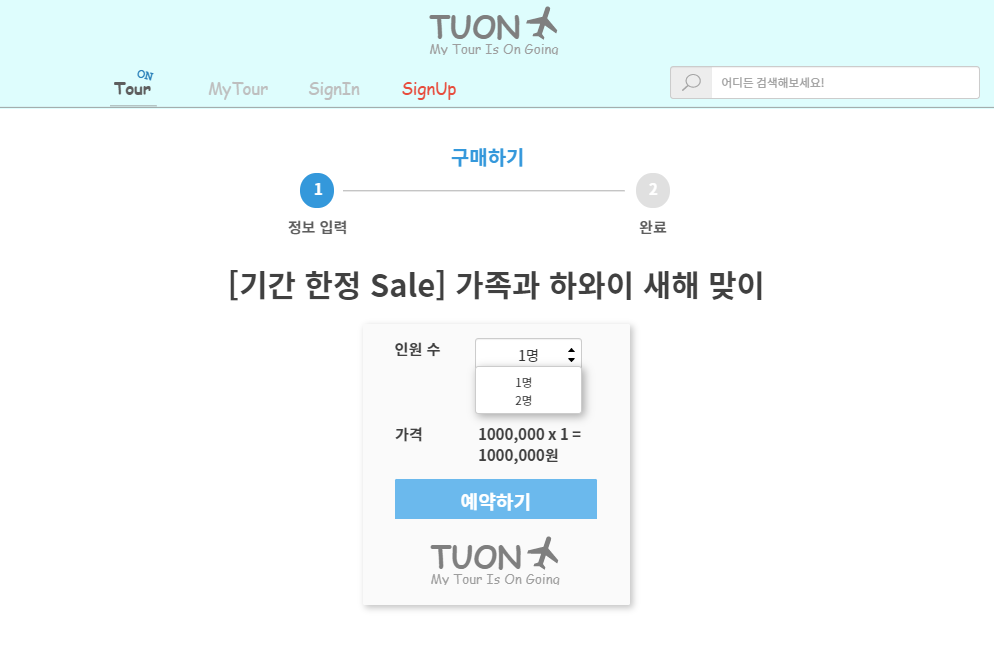 TUON
My Tour Is On Going
ON
Tour
MyTour
SignIn
SignUp
어디든 검색해보세요!
구매하기
1
2
정보 입력
완료
[기간 한정 Sale] 가족과 하와이 새해 맞이
인원 수
1명
1명
2명
가격
1000,000 x 1 =
1000,000원
예약하기
TUON
My Tour Is On Going